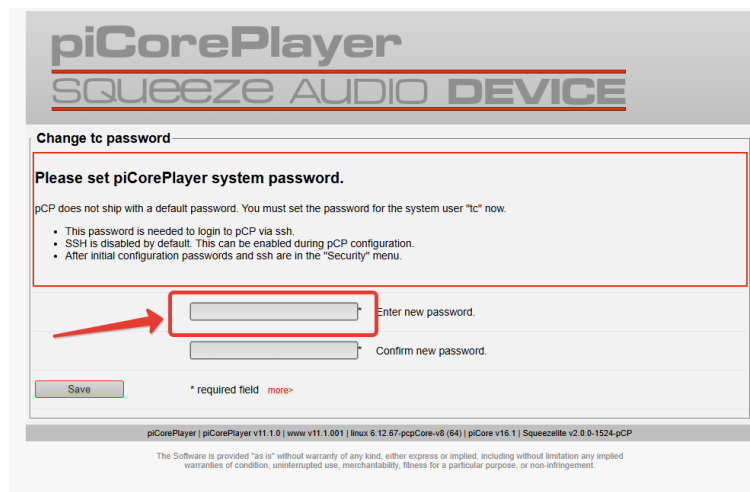 piCorePlayer
SQUEEZE AUDIO DEVICE
Change tc password
Please set piCorePlayer system password.
pCP does not ship with a default password. You must set the password for the system user "tc" now.
This password is needed to login to pCP via ssh.
SSH is disabled by default. This can be enabled during pCP configuration.
After initial configuration passwords and ssh are in the "Security" menu.
* Enter new password.
* Confirm new password.
Save * required field more>
piCorePlayer | piCorePlayer v11.1.0 | www v11.1.001 | linux 6.12.67-pcpCore-v8 (64) | piCore v16.1 | Squeezelite v2.0.0-1524-pCP
The Software is provided "as is" without warranty of any kind, either express or implied, including without limitation any implied
warranties of condition, uninterrupted use, merchantability, fitness for a particular purpose, or non-infringement.